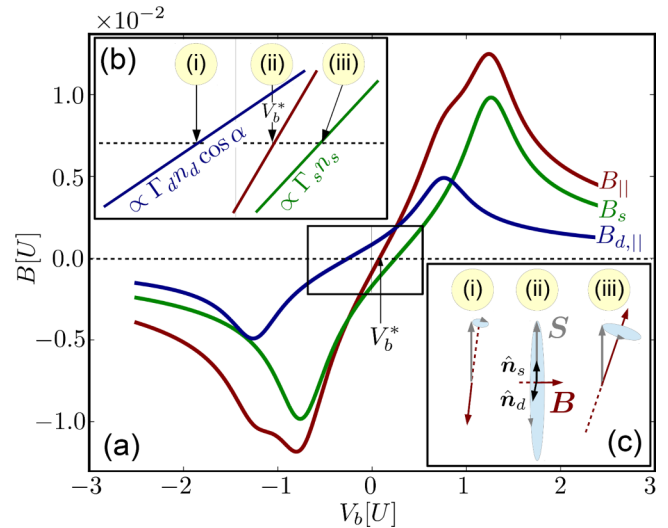 ×10⁻²
(b)
(i)
(ii)
(iii)
V_b^*
∝ Γ_d n_d cos α
∝ Γ_s n_s
1.0
0.5
0.0
−0.5
−1.0
B[U]
B_{||}
B_s
B_{d,||}
V_b^*
(i)
(ii)
(iii)
S
n̂_s
n̂_d
B
(a)
(c)
−3
−2
−1
0
1
2
3
V_b[U]